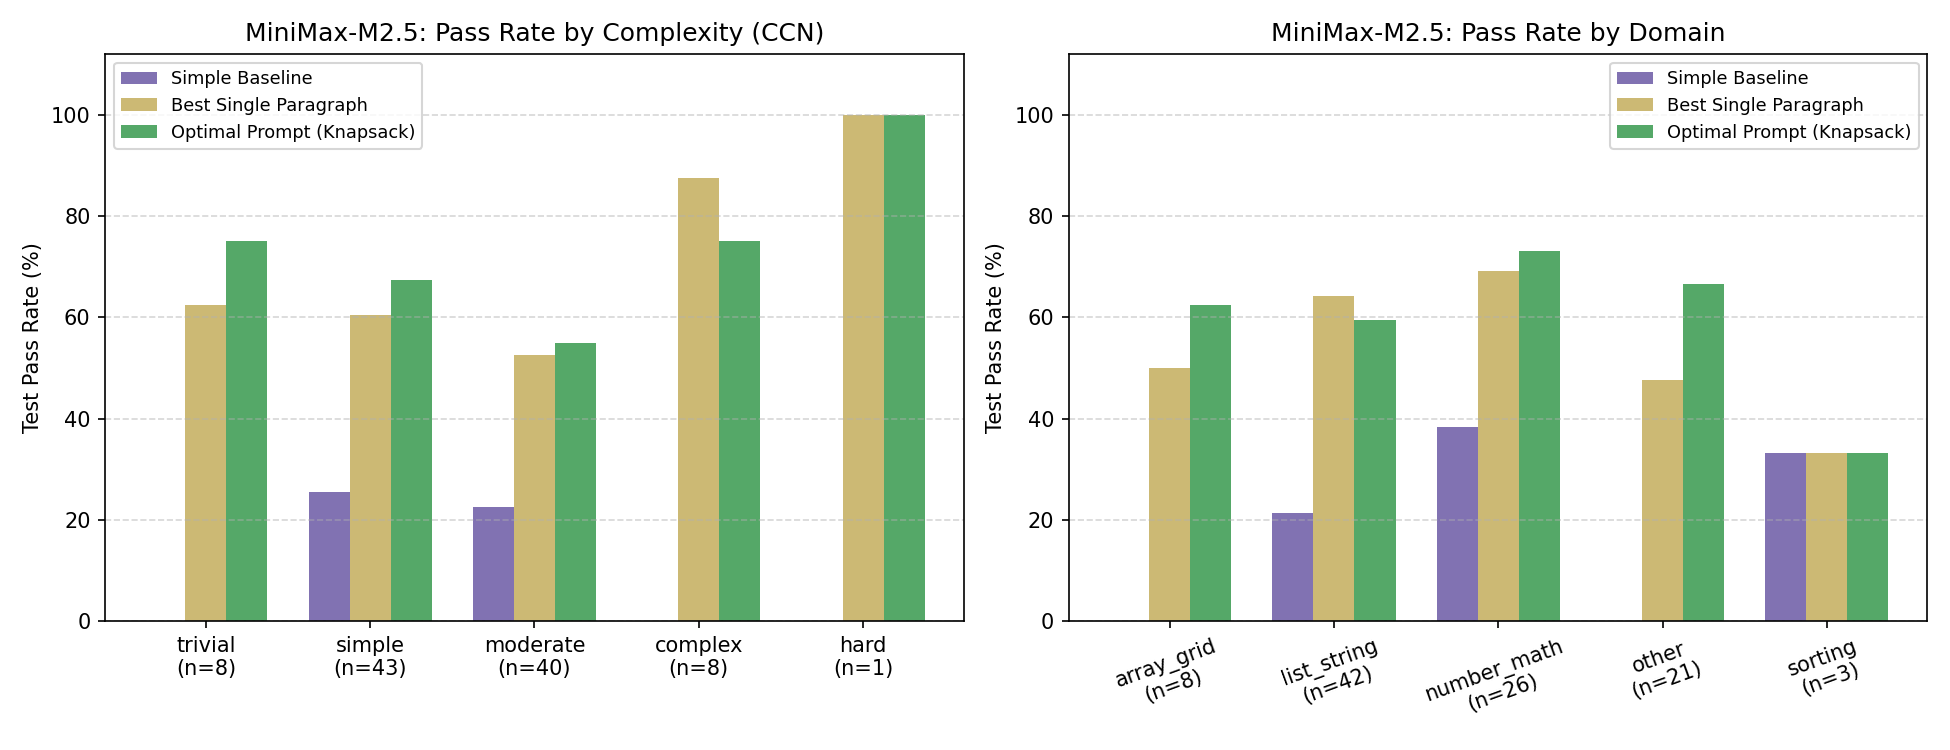 MiniMax-M2.5: Pass Rate by Complexity (CCN)
Simple Baseline
Best Single Paragraph
Optimal Prompt (Knapsack)
Test Pass Rate (%)
100
80
60
40
20
0
trivial
(n=8)
simple
(n=43)
moderate
(n=40)
complex
(n=8)
hard
(n=1)
MiniMax-M2.5: Pass Rate by Domain
Simple Baseline
Best Single Paragraph
Optimal Prompt (Knapsack)
Test Pass Rate (%)
100
80
60
40
20
0
array_grid
(n=8)
list_string
(n=42)
number_math
(n=26)
other
(n=21)
sorting
(n=3)